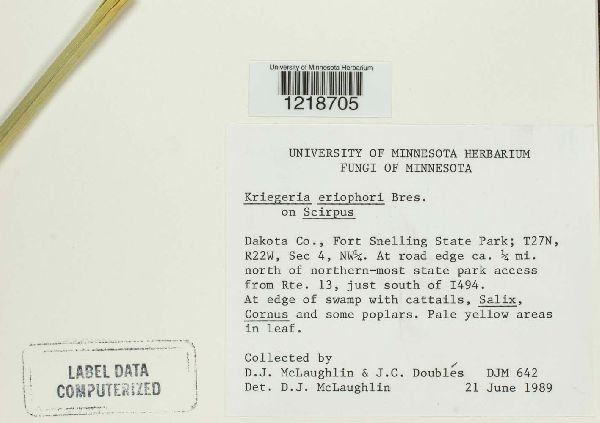 University of Minnesota Herbarium
1218705
UNIVERSITY OF MINNESOTA HERBARIUM
FUNGI OF MINNESOTA
Kriegeria eriophori Bres.
on Scirpus
Dakota Co., Fort Snelling State Park; T27N,
R22W, Sec 4, NW¼. At road edge ca. ¼ mi.
north of northern-most state park access
from Rte. 13, just south of I494.
At edge of swamp with cattails, Salix,
Cornus and some poplars. Pale yellow areas
in leaf.
Collected by
D.J. McLaughlin & J.C. Doublés DJM 642
Det. D.J. McLaughlin 21 June 1989
LABEL DATA
COMPUTERIZED